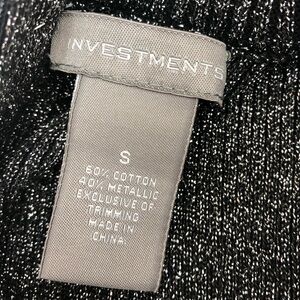 INVESTMENTS
S
60% COTTON
40% METALLIC
EXCLUSIVE OF
TRIMMING
MADE IN
CHINA